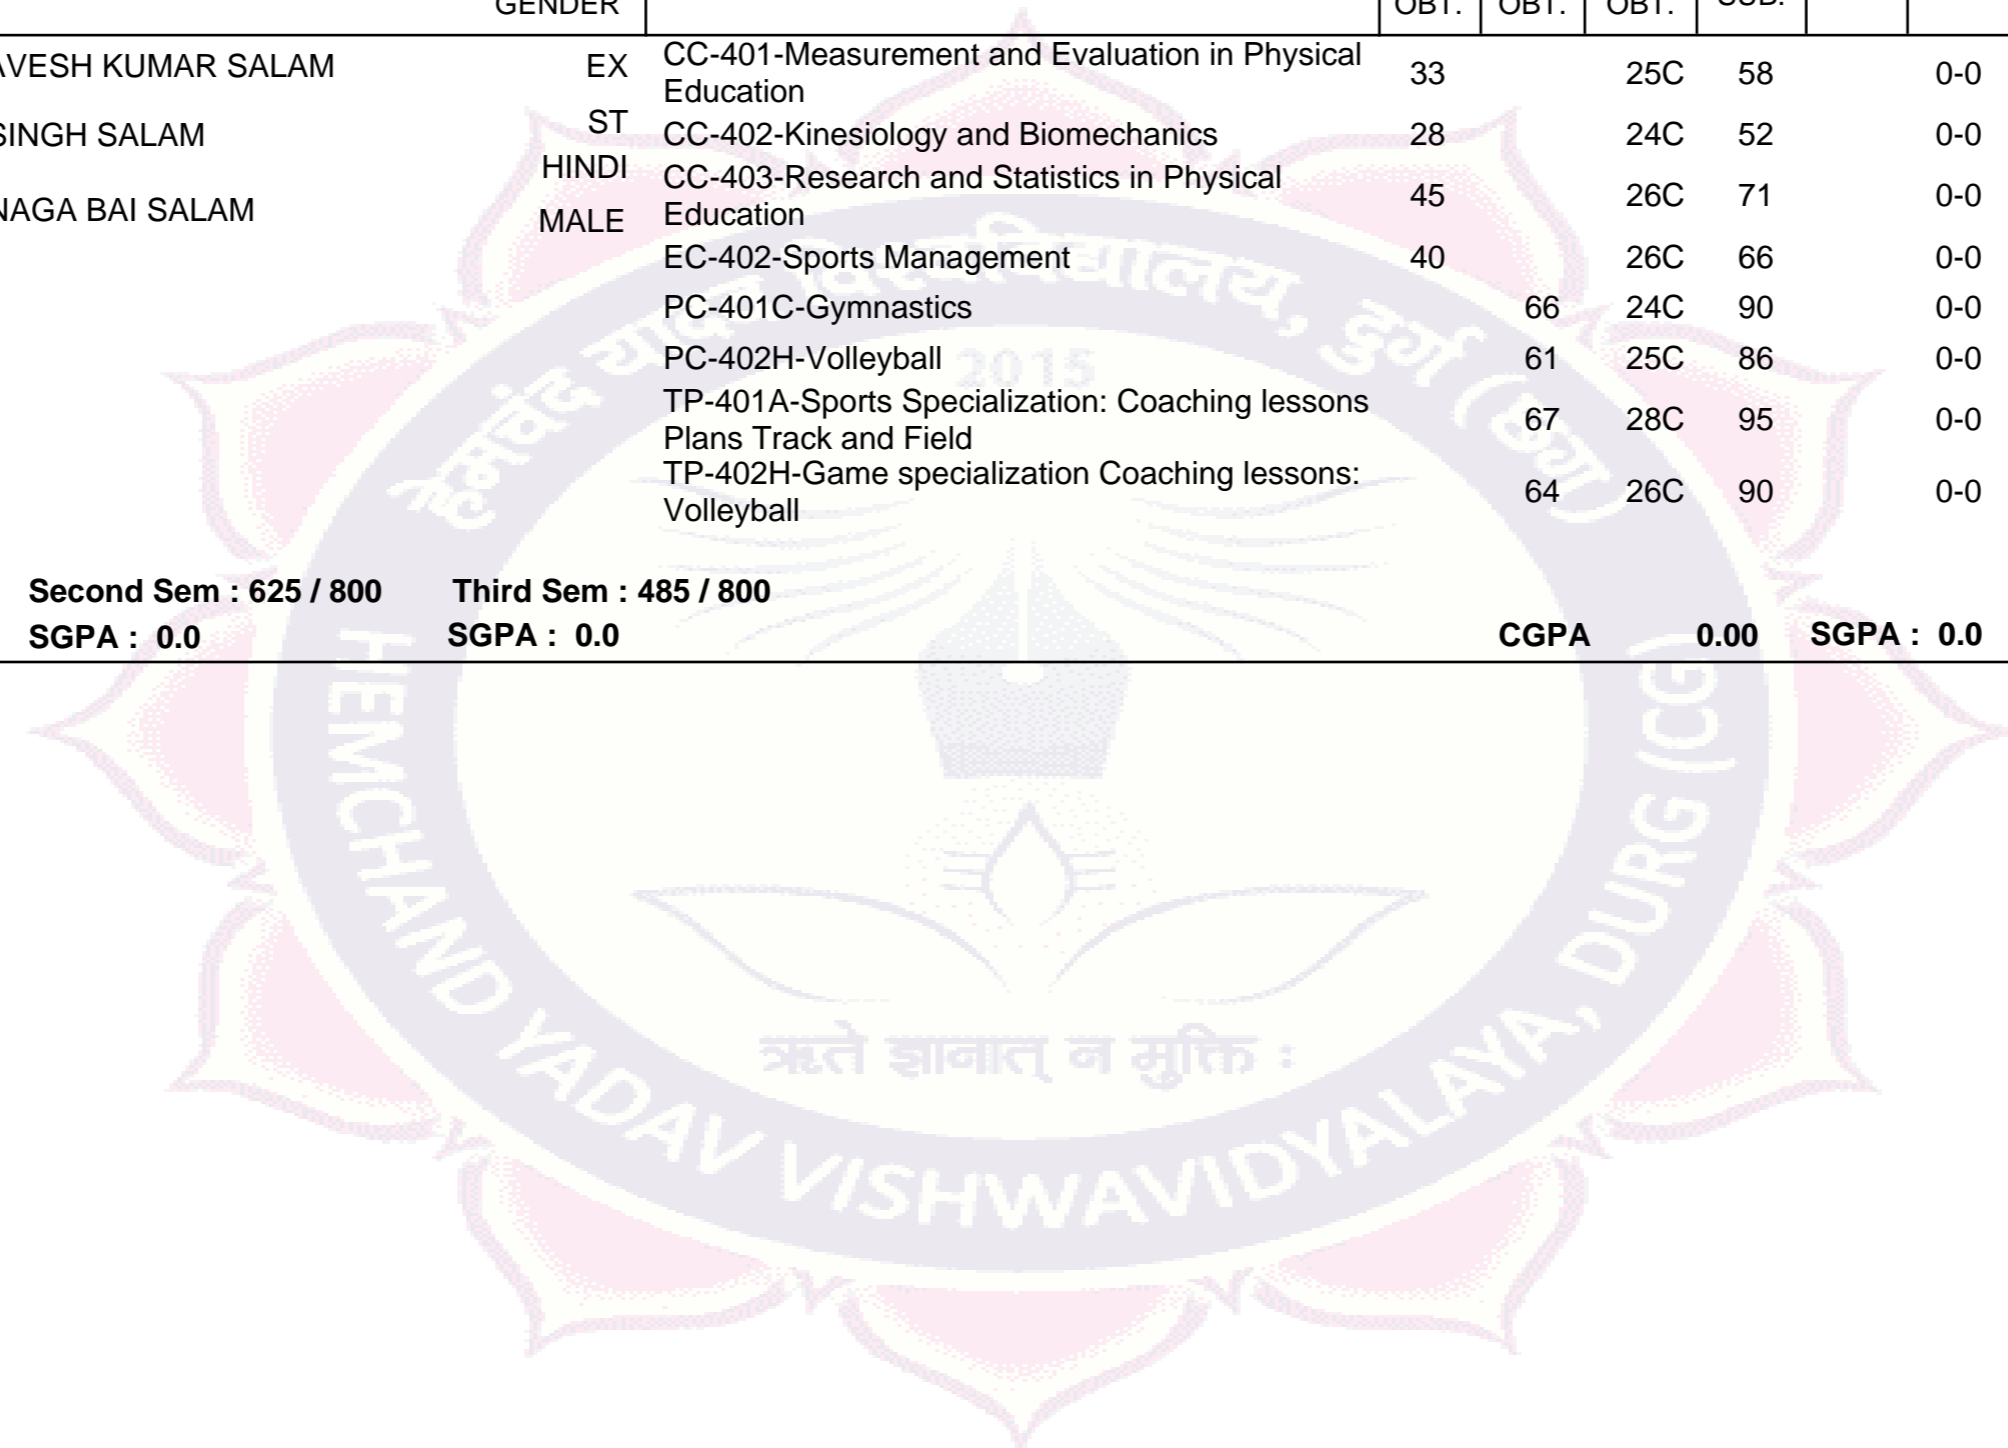 GENDER OBT. OBT. OBT. SUB.
AVESH KUMAR SALAM EX CC-401-Measurement and Evaluation in Physical Education 33 25C 58 0-0
SINGH SALAM ST CC-402-Kinesiology and Biomechanics 28 24C 52 0-0
HINDI CC-403-Research and Statistics in Physical Education 45 26C 71 0-0
NAGA BAI SALAM MALE
EC-402-Sports Management 40 26C 66 0-0
PC-401C-Gymnastics 66 24C 90 0-0
PC-402H-Volleyball 61 25C 86 0-0
TP-401A-Sports Specialization: Coaching lessons Plans Track and Field 67 28C 95 0-0
TP-402H-Game specialization Coaching lessons: Volleyball 64 26C 90 0-0
Second Sem : 625 / 800 Third Sem : 485 / 800
SGPA : 0.0 SGPA : 0.0 CGPA 0.00 SGPA : 0.0
हेमचंद यादव विश्वविद्यालय, दुर्ग (छग)
2015
ऋते ज्ञानात् न मुक्ति :
HEMCHAND YADAV VISHWAVIDYALAYA, DURG (CG)